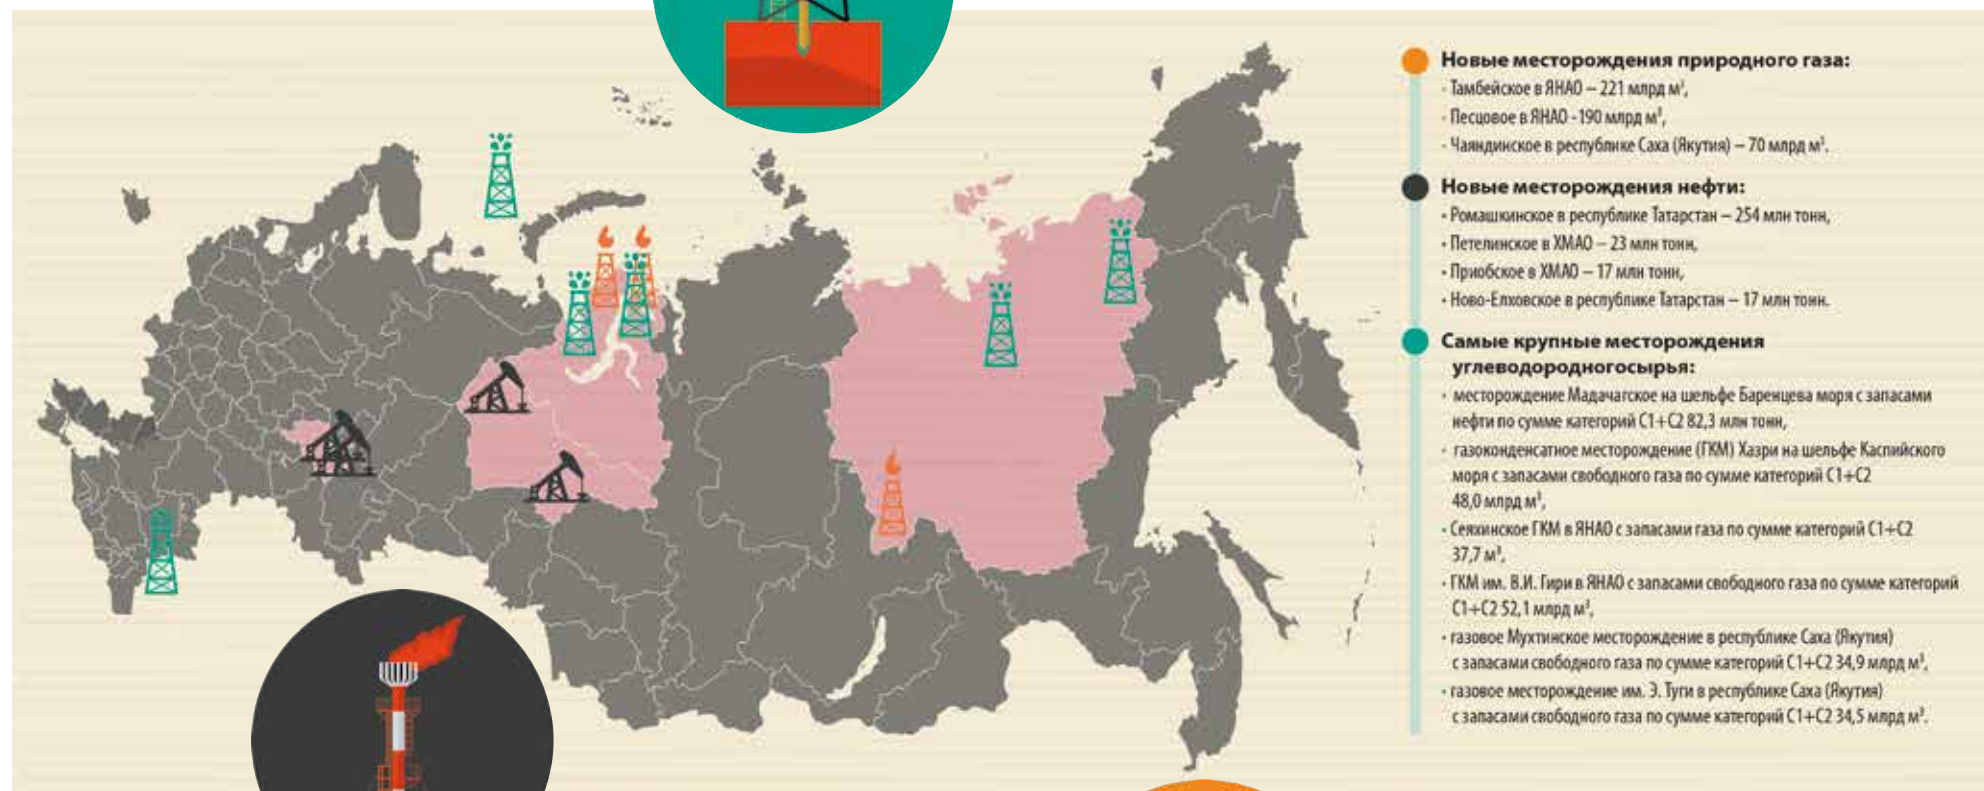 Новые месторождения природного газа:
- Тамбейское в ЯНАО – 221 млрд м³,
- Песцовое в ЯНАО - 190 млрд м³,
- Чаяндинское в республике Саха (Якутия) – 70 млрд м³.
Новые месторождения нефти:
• Ромашкинское в республике Татарстан – 254 млн тонн,
• Петелинское в ХМАО – 23 млн тонн,
• Приобское в ХМАО – 17 млн тонн,
• Ново-Елховское в республике Татарстан – 17 млн тонн.
Самые крупные месторождения
углеводородногосырья:
• месторождение Мадачагское на шельфе Баренцева моря с запасами
нефти по сумме категорий С1+С2 82,3 млн тонн,
• газоконденсатное месторождение (ГКМ) Хазри на шельфе Каспийского
моря с запасами свободного газа по сумме категорий С1+С2
48,0 млрд м³,
• Сеяхинское ГКМ в ЯНАО с запасами газа по сумме категорий С1+С2
37,7 м³,
• ГКМ им. В.И. Гири в ЯНАО с запасами свободного газа по сумме категорий
С1+С2 52,1 млрд м³,
• газовое Мухтинское месторождение в республике Саха (Якутия)
с запасами свободного газа по сумме категорий С1+С2 34,9 млрд м³,
• газовое месторождение им. Э. Туги в республике Саха (Якутия)
с запасами свободного газа по сумме категорий С1+С2 34,5 млрд м³.